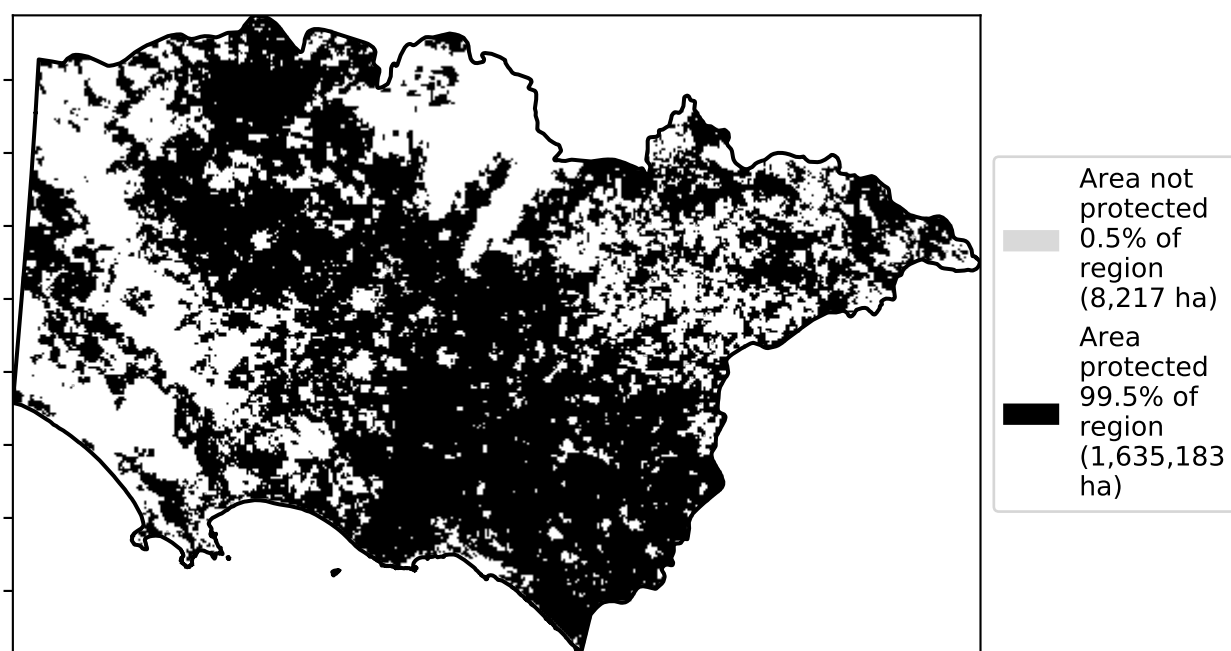 Area not
protected
0.5% of
region
(8,217 ha)
Area
protected
99.5% of
region
(1,635,183
ha)